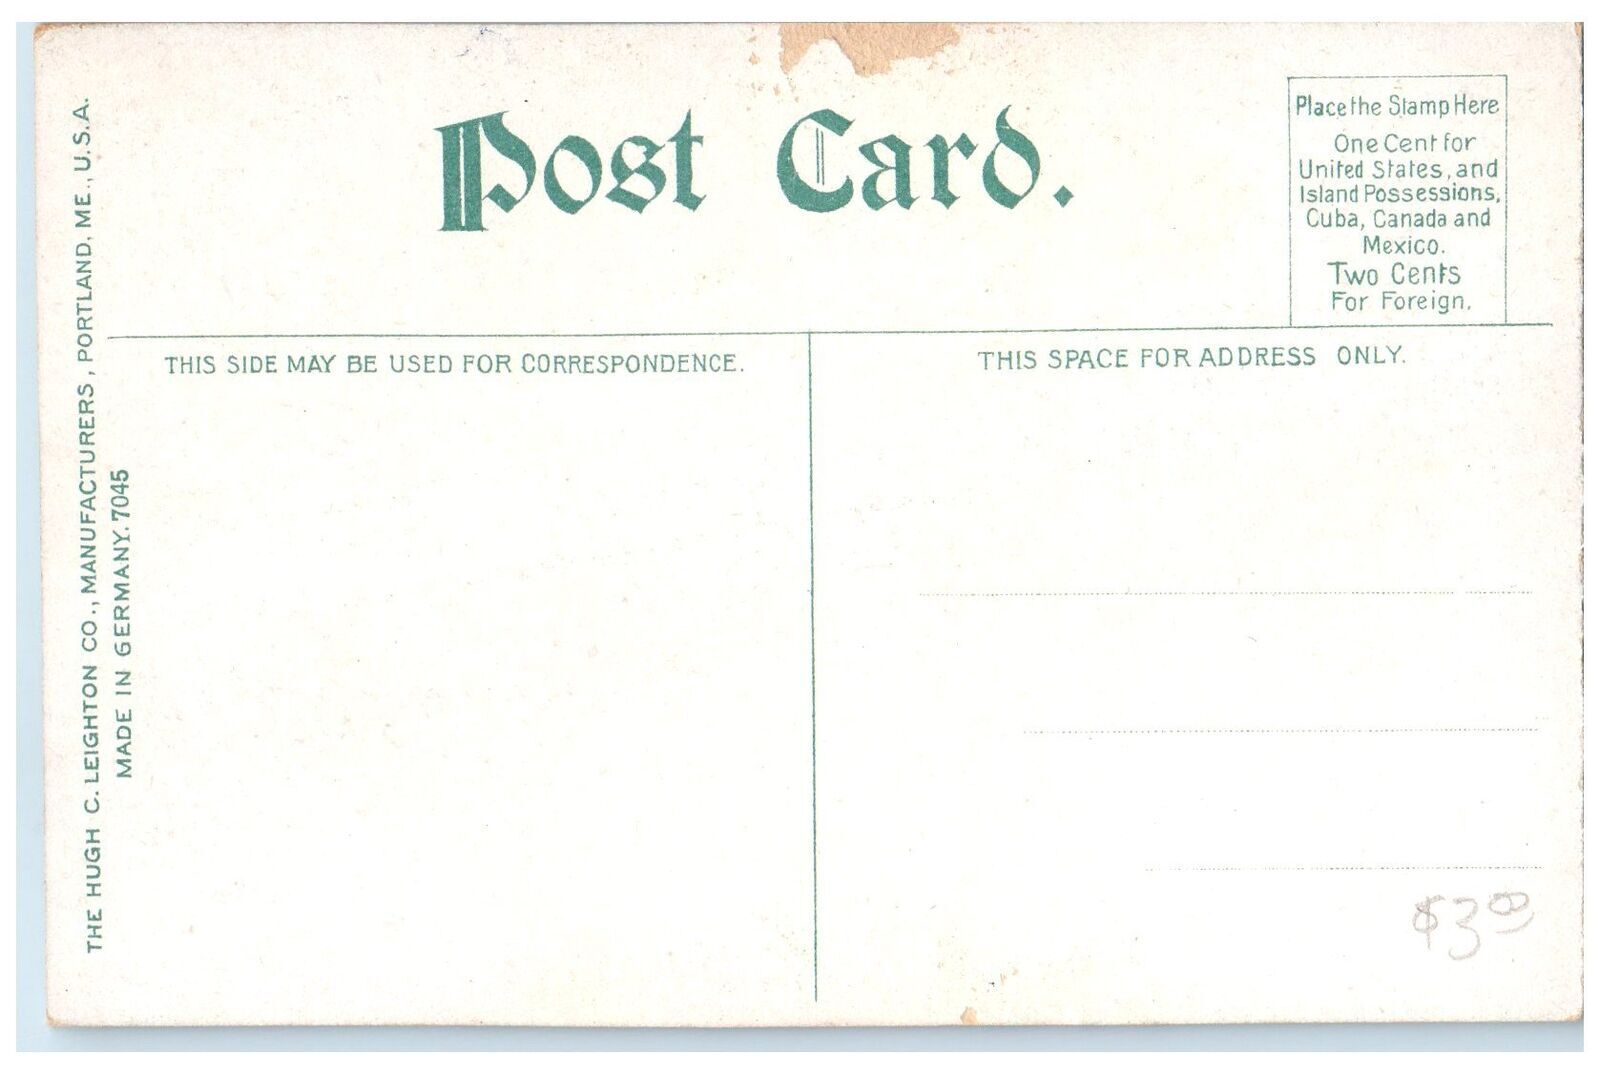 Post Card.
Place the Stamp Here
One Cent for
United States, and
Island Possessions,
Cuba, Canada and
Mexico.
Two Cents
For Foreign.
THIS SIDE MAY BE USED FOR CORRESPONDENCE.
THIS SPACE FOR ADDRESS ONLY.
THE HUGH C. LEIGHTON CO., MANUFACTURERS, PORTLAND, ME., U.S.A.
MADE IN GERMANY. 7045
$3.00